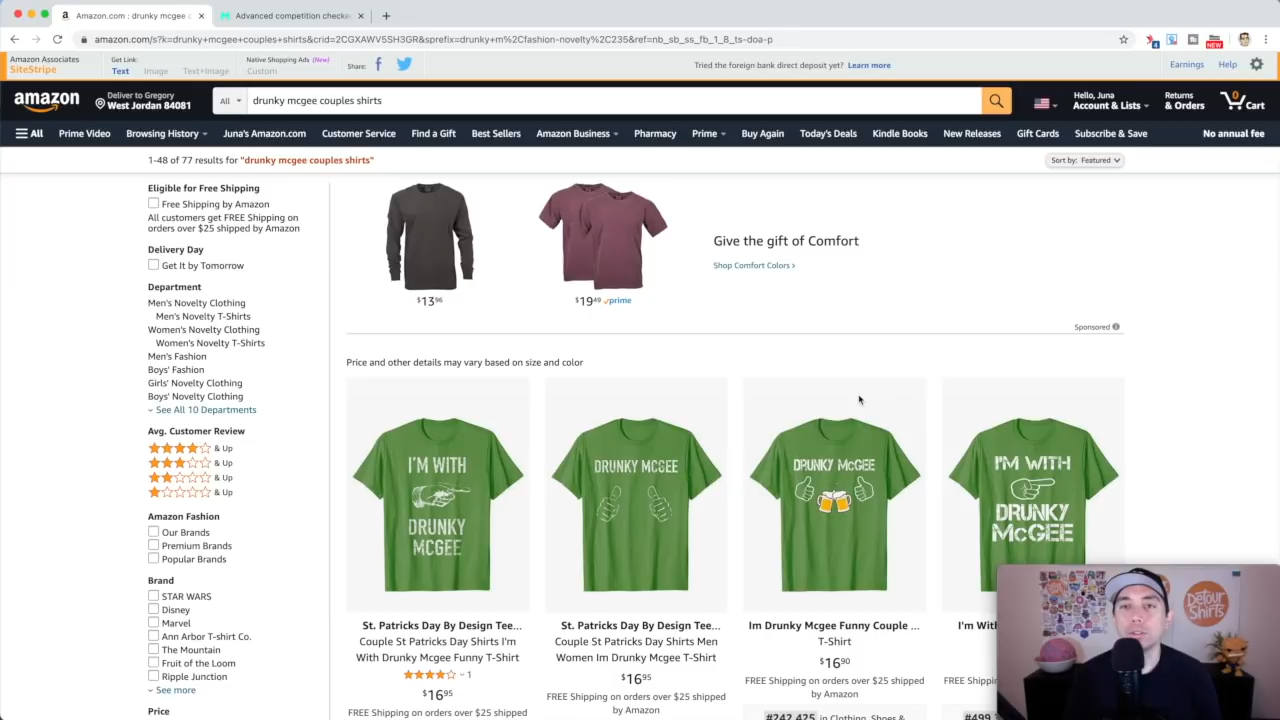 Amazon.com : drunky mcgee c
Advanced competition checke
amazon.com/s?k=drunky+mcgee+couples+shirts&crid=2CGXAWV5SH3GR&sprefix=drunky+m%2Cfashion-novelty%2C235&ref=nb_sb_ss_fb_1_8_ts-doa-p
4
NEW
Amazon Associates
SiteStripe
Get Link:
Text
Image
Text+Image
Native Shopping Ads (New)
Custom
Share:
Tried the foreign bank direct deposit yet? Learn more
Earnings
Help
amazon
Deliver to Gregory
West Jordan 84081
All
drunky mcgee couples shirts
Hello, Juna
Account & Lists
Returns
& Orders
0
Cart
All
Prime Video
Browsing History
Juna's Amazon.com
Customer Service
Find a Gift
Best Sellers
Amazon Business
Pharmacy
Prime
Buy Again
Today's Deals
Kindle Books
New Releases
Gift Cards
Subscribe & Save
No annual fee
1-48 of 77 results for "drunky mcgee couples shirts"
Sort by: Featured
Eligible for Free Shipping
Free Shipping by Amazon
All customers get FREE Shipping on
orders over $25 shipped by Amazon
Delivery Day
Get It by Tomorrow
Department
Men's Novelty Clothing
Men's Novelty T-Shirts
Women's Novelty Clothing
Women's Novelty T-Shirts
Men's Fashion
Boys' Fashion
Girls' Novelty Clothing
Boys' Novelty Clothing
See All 10 Departments
Avg. Customer Review
& Up
& Up
& Up
& Up
Amazon Fashion
Our Brands
Premium Brands
Popular Brands
Brand
STAR WARS
Disney
Marvel
Ann Arbor T-shirt Co.
The Mountain
Fruit of the Loom
Ripple Junction
See more
Price
$13 96
$19 49 prime
Give the gift of Comfort
Shop Comfort Colors >
Sponsored
Price and other details may vary based on size and color
I'M WITH
DRUNKY
MCGEE
St. Patricks Day By Design Tee...
Couple St Patricks Day Shirts I'm
With Drunky Mcgee Funny T-Shirt
1
$16 95
FREE Shipping on orders over $25 shipped
DRUNKY MCGEE
St. Patricks Day By Design Tee...
Couple St Patricks Day Shirts Men
Women Im Drunky Mcgee T-Shirt
$16 95
FREE Shipping on orders over $25 shipped
by Amazon
DRUNKY McGEE
Im Drunky Mcgee Funny Couple ...
T-Shirt
$16 90
FREE Shipping on orders over $25 shipped
by Amazon
#242,425 in Clothing, Shoes &
I'M WITH
DRUNKY
McGEE
I'm With
FREE Shipping
by
#499,
DeTour
Shirts